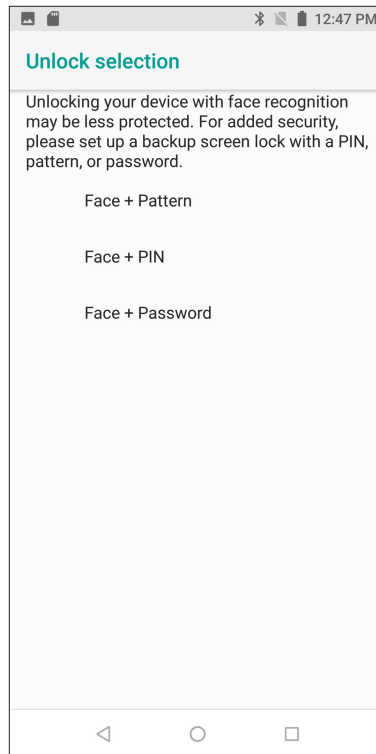 12:47 PM
Unlock selection
Unlocking your device with face recognition
may be less protected. For added security,
please set up a backup screen lock with a PIN,
pattern, or password.
Face + Pattern
Face + PIN
Face + Password